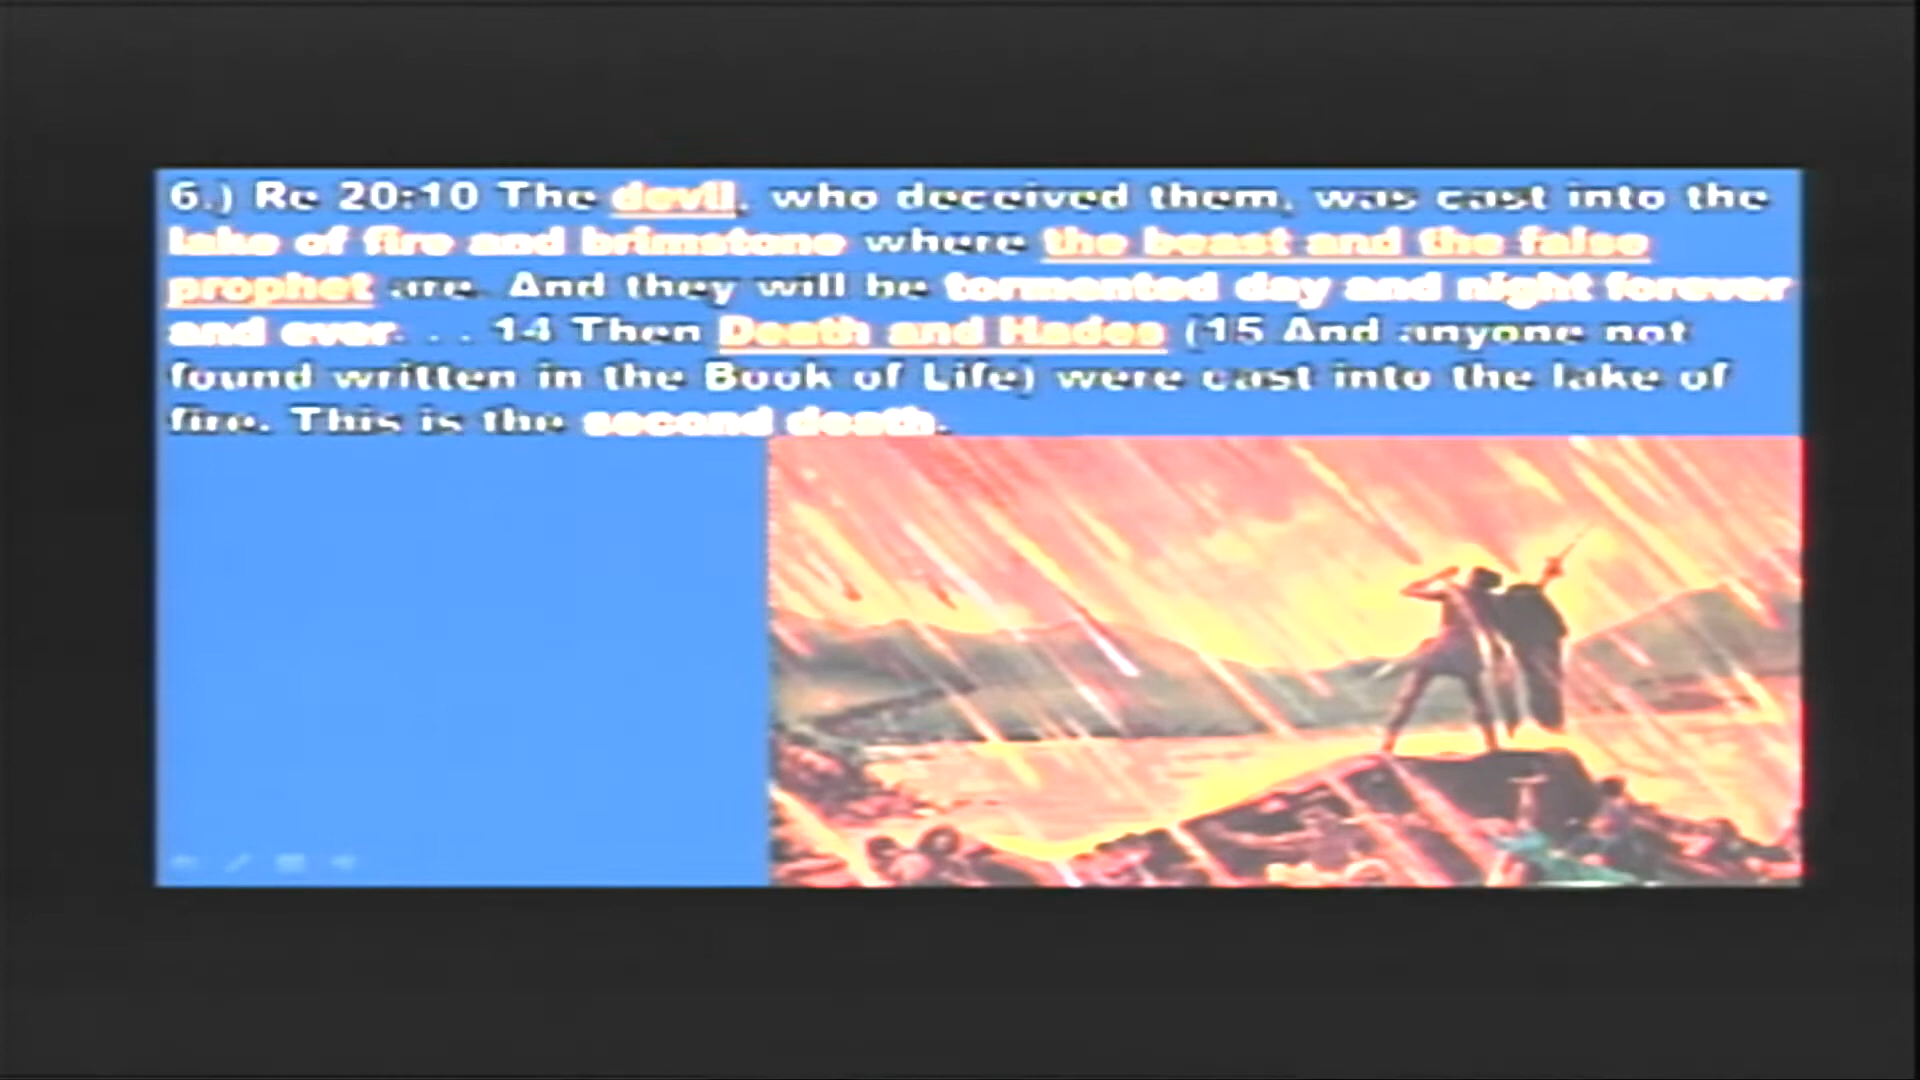 6.) Re 20:10 The devil, who deceived them, was cast into the
lake of fire and brimstone where the beast and the false
prophet are. And they will be tormented day and night forever
and ever. . . 14 Then Death and Hades (15 And anyone not
found written in the Book of Life) were cast into the lake of
fire. This is the second death.